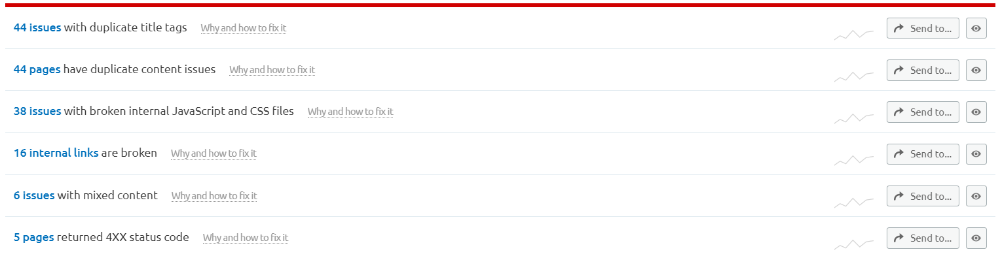 44 issues with duplicate title tags Why and how to fix it Send to...
44 pages have duplicate content issues Why and how to fix it Send to...
38 issues with broken internal JavaScript and CSS files Why and how to fix it Send to...
16 internal links are broken Why and how to fix it Send to...
6 issues with mixed content Why and how to fix it Send to...
5 pages returned 4XX status code Why and how to fix it Send to...